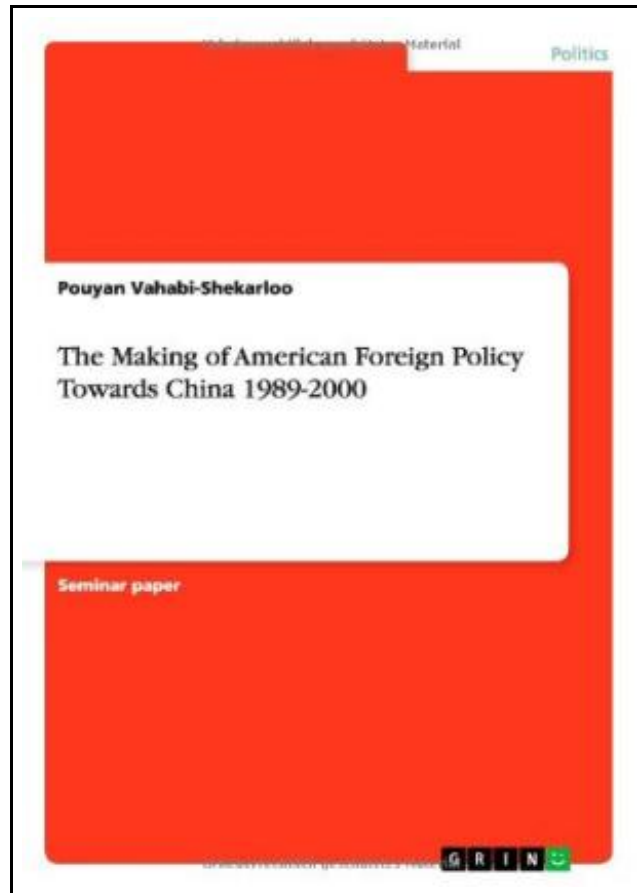 Politics
Pouyan Vahabi-Shekarloo
The Making of American Foreign Policy
Towards China 1989-2000
Seminar paper
GRIN